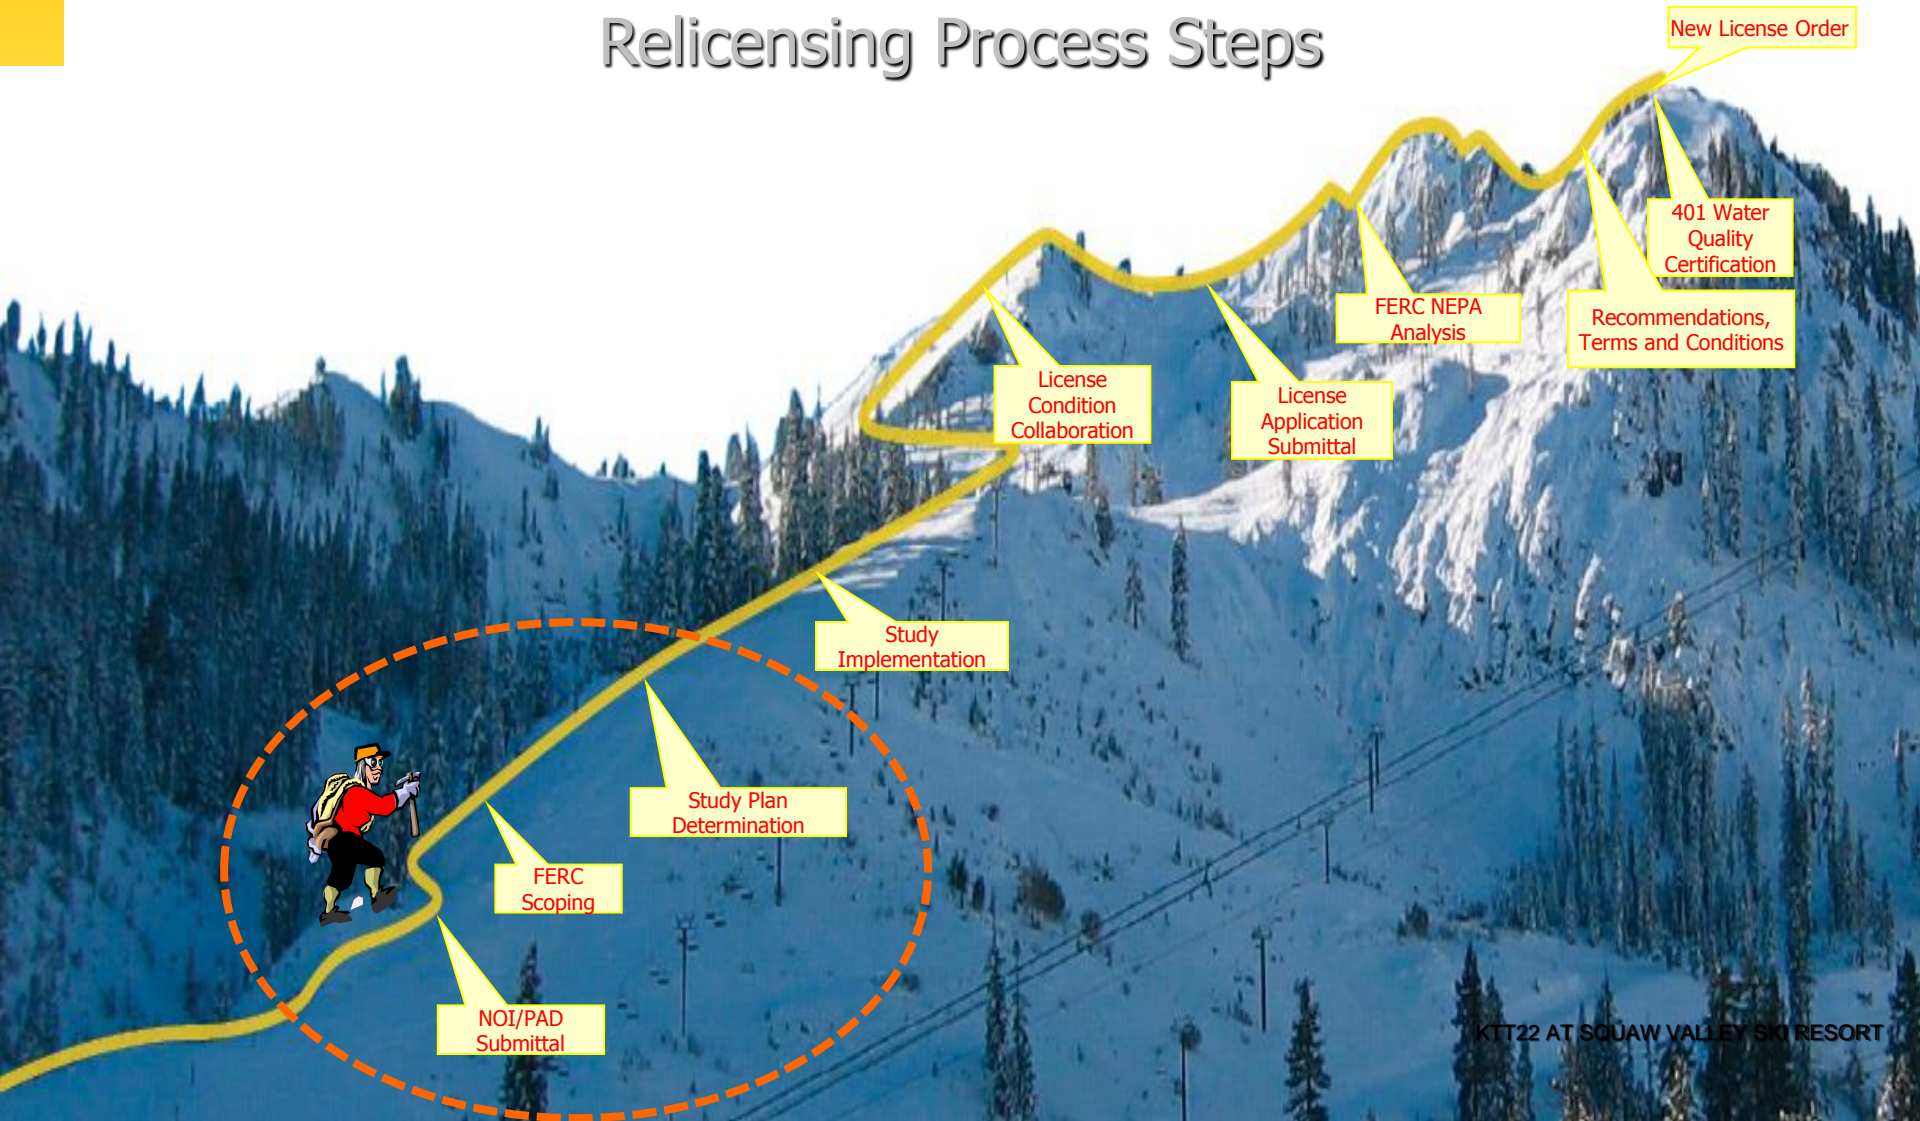 Relicensing Process Steps
New License Order
401 Water
Quality
Certification
FERC NEPA
Analysis
Recommendations,
Terms and Conditions
License
Condition
Collaboration
License
Application
Submittal
Study
Implementation
Study Plan
Determination
FERC
Scoping
NOI/PAD
Submittal
KTT22 AT SQUAW VALLEY SKI RESORT